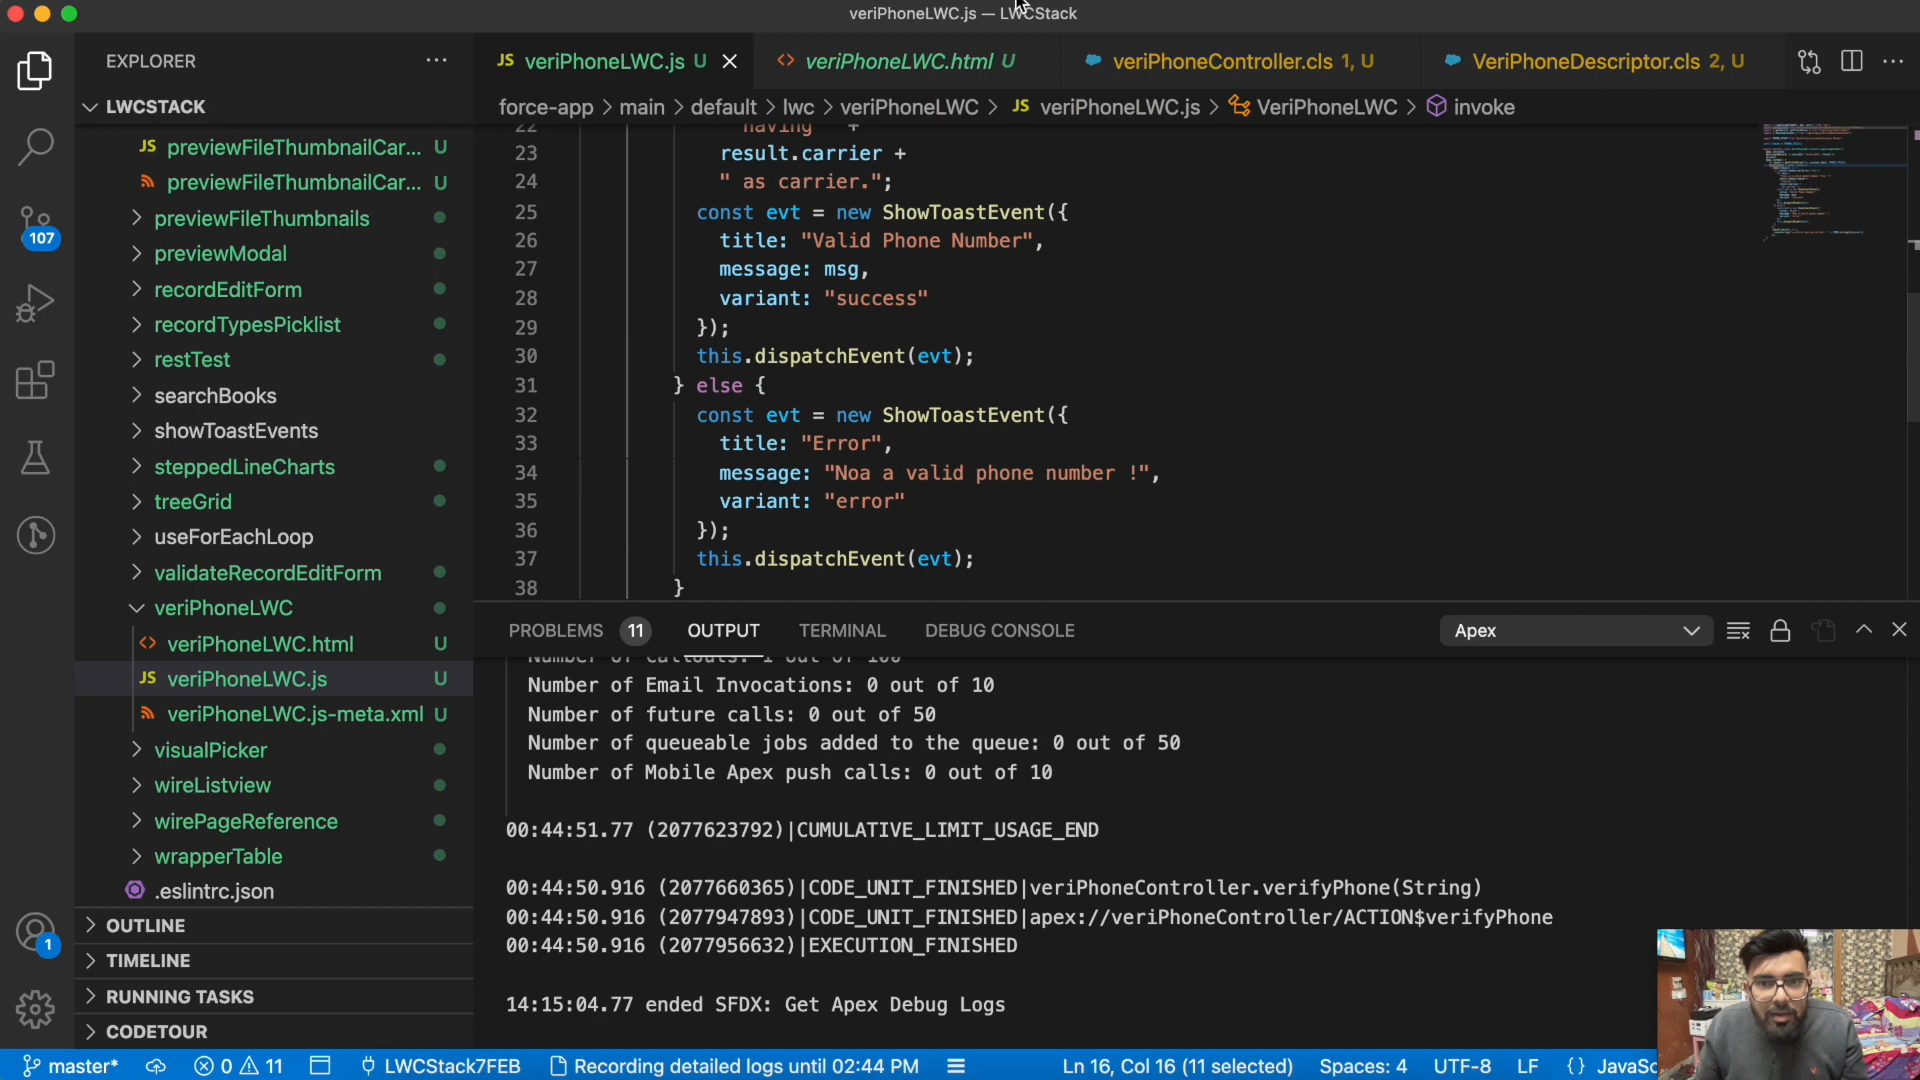 veriPhoneLWC.js — LWCStack
EXPLORER
JS veriPhoneLWC.js U
<> veriPhoneLWC.html U
veriPhoneController.cls 1, U
VeriPhoneDescriptor.cls 2, U
LWCSTACK
force-app > main > default > lwc > veriPhoneLWC > JS veriPhoneLWC.js > VeriPhoneLWC > invoke
JS previewFileThumbnailCar... U
previewFileThumbnailCar... U
previewFileThumbnails
previewModal
recordEditForm
recordTypesPicklist
restTest
searchBooks
showToastEvents
steppedLineCharts
treeGrid
useForEachLoop
validateRecordEditForm
veriPhoneLWC
<> veriPhoneLWC.html U
JS veriPhoneLWC.js U
veriPhoneLWC.js-meta.xml U
visualPicker
wireListview
wirePageReference
wrapperTable
.eslintrc.json
OUTLINE
TIMELINE
RUNNING TASKS
CODETOUR
107
1
22 having " +
23 result.carrier +
24 " as carrier.";
25 const evt = new ShowToastEvent({
26 title: "Valid Phone Number",
27 message: msg,
28 variant: "success"
29 });
30 this.dispatchEvent(evt);
31 } else {
32 const evt = new ShowToastEvent({
33 title: "Error",
34 message: "Noa a valid phone number !",
35 variant: "error"
36 });
37 this.dispatchEvent(evt);
38 }
PROBLEMS 11 OUTPUT TERMINAL DEBUG CONSOLE
Apex
Number of callouts: 1 out of 100
Number of Email Invocations: 0 out of 10
Number of future calls: 0 out of 50
Number of queueable jobs added to the queue: 0 out of 50
Number of Mobile Apex push calls: 0 out of 10
00:44:51.77 (2077623792)|CUMULATIVE_LIMIT_USAGE_END
00:44:50.916 (2077660365)|CODE_UNIT_FINISHED|veriPhoneController.verifyPhone(String)
00:44:50.916 (2077947893)|CODE_UNIT_FINISHED|apex://veriPhoneController/ACTION$verifyPhone
00:44:50.916 (2077956632)|EXECUTION_FINISHED
14:15:04.77 ended SFDX: Get Apex Debug Logs
master* 0 11 LWCStack7FEB Recording detailed logs until 02:44 PM Ln 16, Col 16 (11 selected) Spaces: 4 UTF-8 LF {} JavaSc